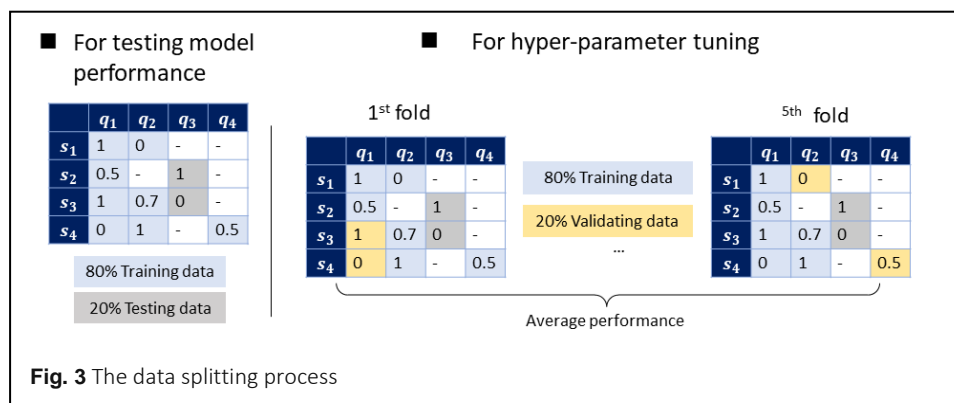 ■ For testing model
performance
q1 q2 q3 q4
s1 1 0 - -
s2 0.5 - 1 -
s3 1 0.7 0 -
s4 0 1 - 0.5
80% Training data
20% Testing data
■ For hyper-parameter tuning
1st fold
q1 q2 q3 q4
s1 1 0 - -
s2 0.5 - 1 -
s3 1 0.7 0 -
s4 0 1 - 0.5
80% Training data
20% Validating data
...
5th fold
q1 q2 q3 q4
s1 1 0 - -
s2 0.5 - 1 -
s3 1 0.7 0 -
s4 0 1 - 0.5
Average performance
Fig. 3 The data splitting process